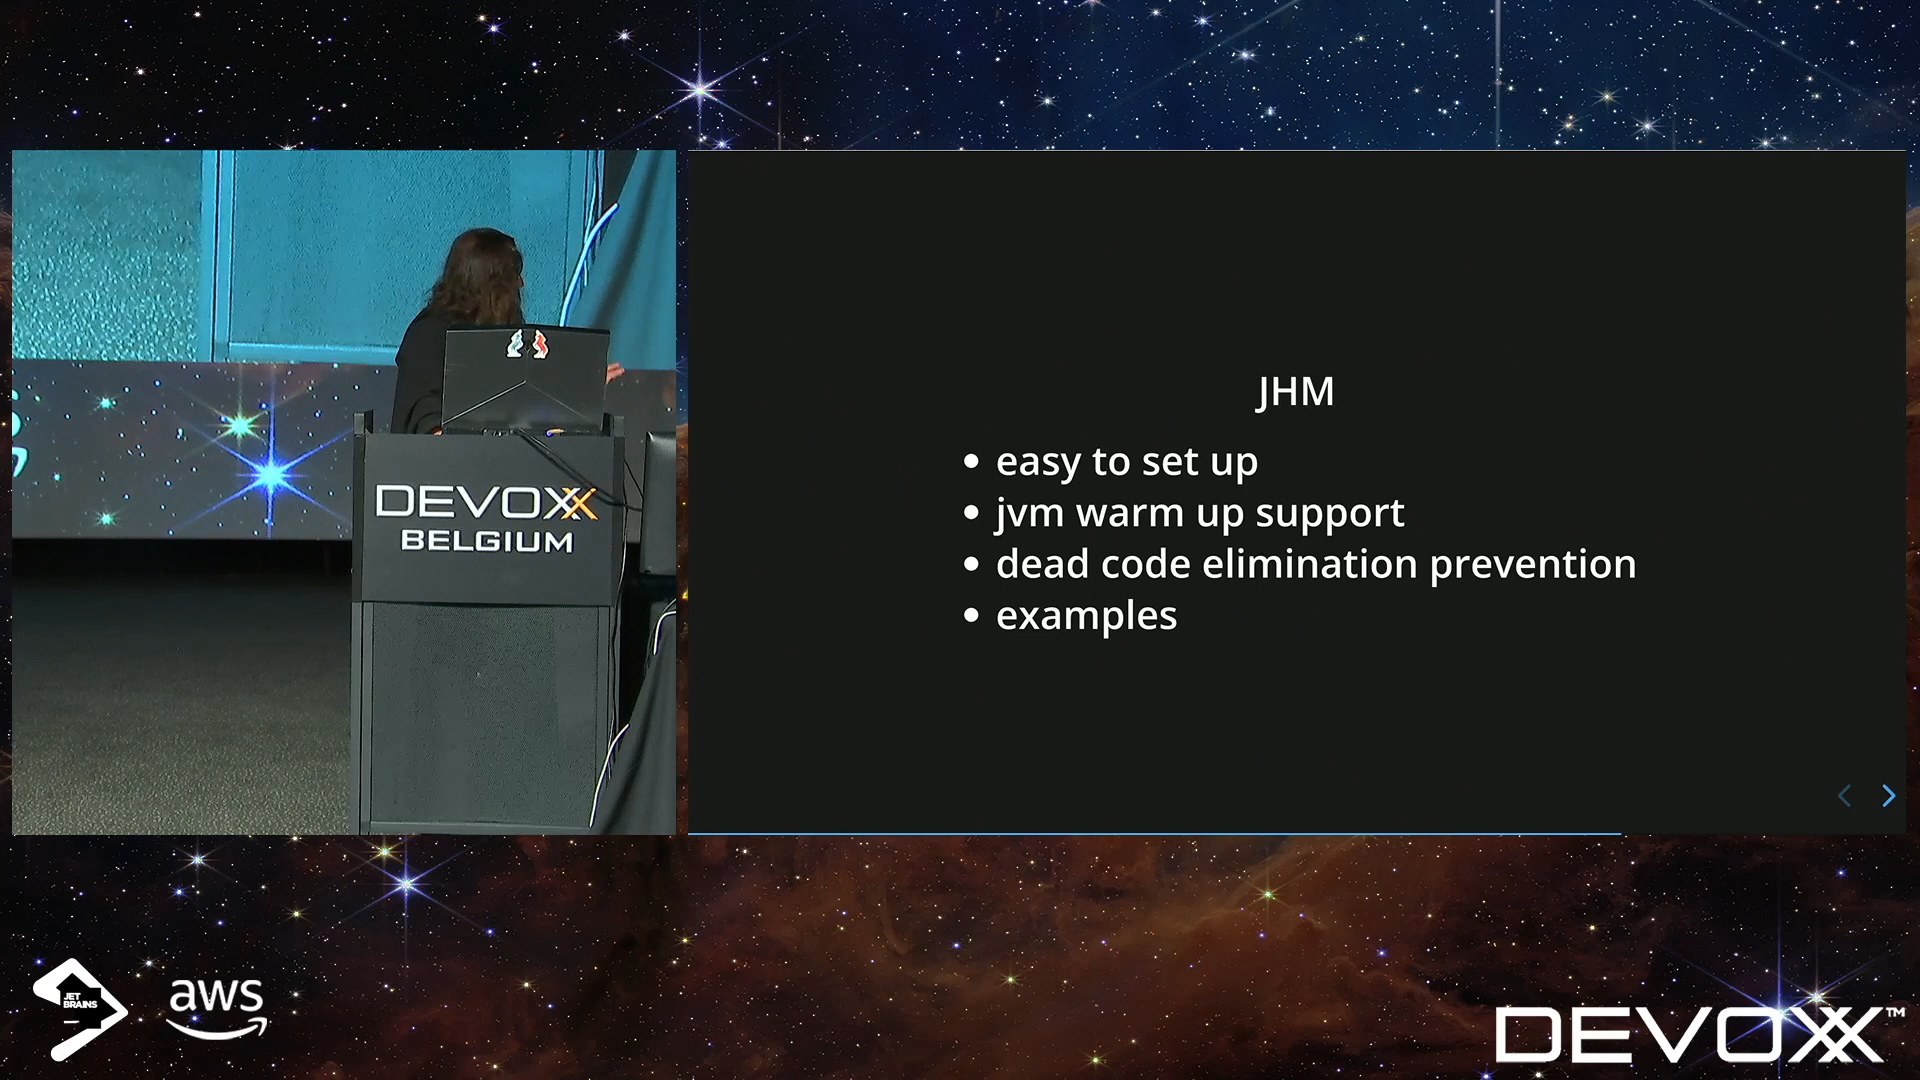 DEVOXX
BELGIUM
JHM
easy to set up
jvm warm up support
dead code elimination prevention
examples
JET
BRAINS
aws
DEVOXX™